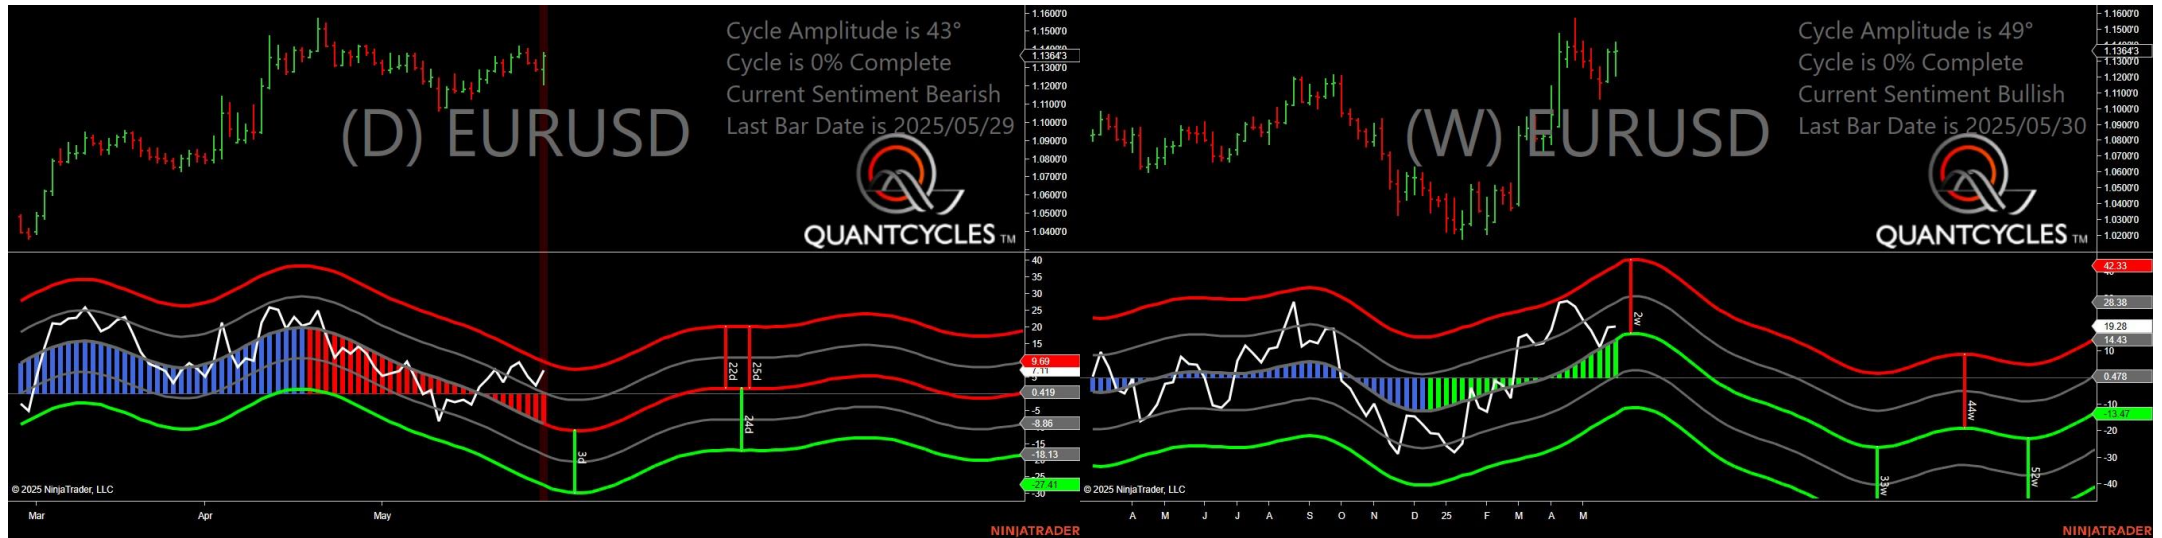 Cycle Amplitude is 43°
Cycle is 0% Complete
Current Sentiment Bearish
Last Bar Date is 2025/05/29
(D) EURUSD
QUANTCYCLES TM
1.1600'0
1.1500'0
1.1364'3
1.1300'0
1.1200'0
1.1100'0
1.1000'0
1.0900'0
1.0800'0
1.0700'0
1.0600'0
1.0500'0
1.0400'0
40
35
30
25
20
15
9.69
7.11
0.419
-5
-8.86
-15
-18.13
-27.41
-30
3d
22d
25d
24d
© 2025 NinjaTrader, LLC
Mar Apr May
NINJATRADER
Cycle Amplitude is 49°
Cycle is 0% Complete
Current Sentiment Bullish
Last Bar Date is 2025/05/30
(W) EURUSD
QUANTCYCLES TM
1.1600'0
1.1500'0
1.1364'3
1.1300'0
1.1200'0
1.1100'0
1.1000'0
1.0900'0
1.0800'0
1.0700'0
1.0600'0
1.0500'0
1.0400'0
1.0300'0
1.0200'0
42.33
28.38
19.28
14.43
10
0.478
-10
-13.47
-20
-30
-40
2w
44w
33w
52w
© 2025 NinjaTrader, LLC
A M J J A S O N D 25 F M A M
NINJATRADER